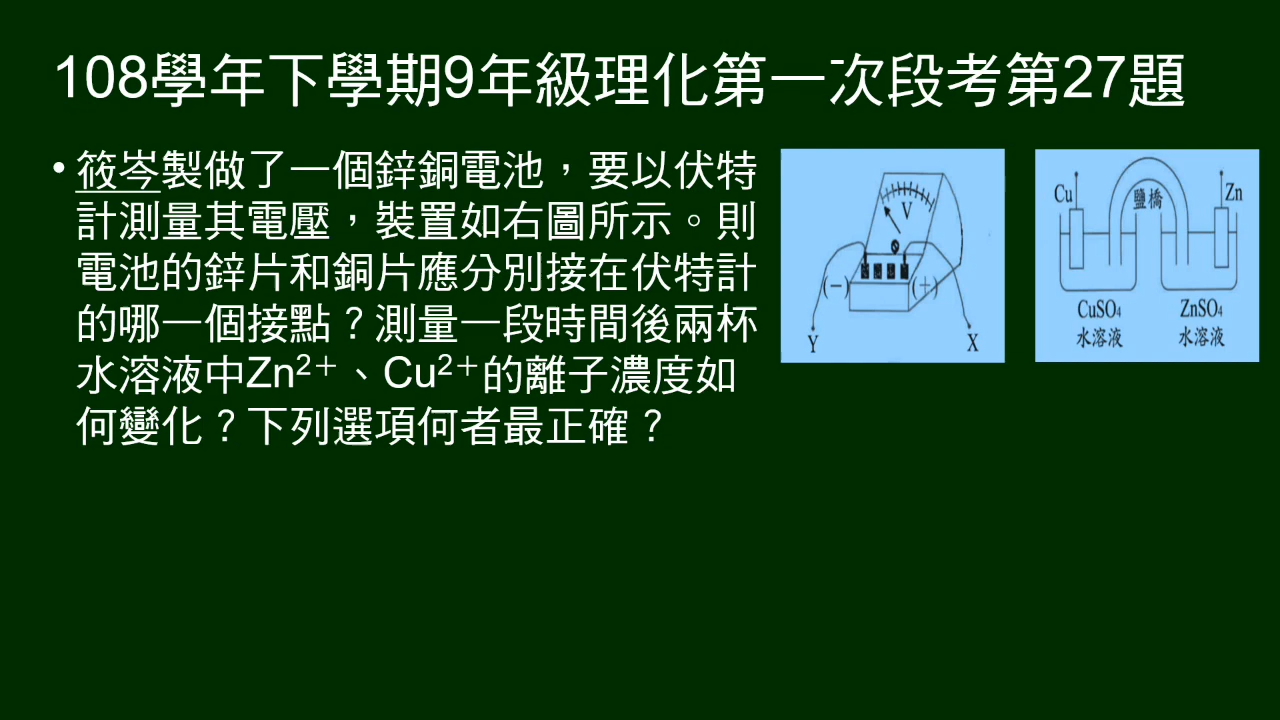 108學年下學期9年級理化第一次段考第27題
• 筱岑製做了一個鋅銅電池，要以伏特
計測量其電壓，裝置如右圖所示。則
電池的鋅片和銅片應分別接在伏特計
的哪一個接點？測量一段時間後兩杯
水溶液中Zn²⁺、Cu²⁺的離子濃度如
何變化？下列選項何者最正確？
V
(−) (+)
Y X
Cu 鹽橋 Zn
CuSO₄ ZnSO₄
水溶液 水溶液